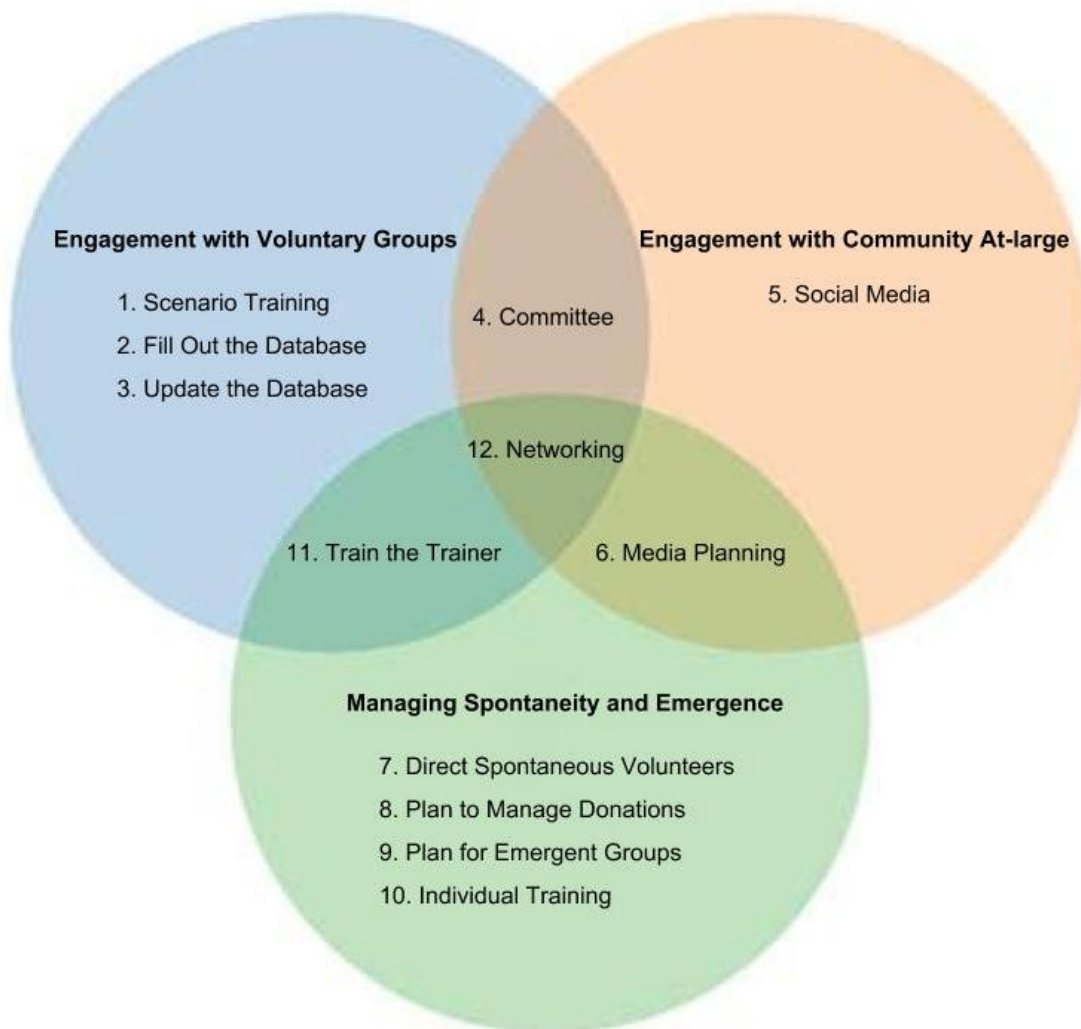 Engagement with Voluntary Groups
1. Scenario Training
2. Fill Out the Database
3. Update the Database
4. Committee
Engagement with Community At-large
5. Social Media
12. Networking
11. Train the Trainer
6. Media Planning
Managing Spontaneity and Emergence
7. Direct Spontaneous Volunteers
8. Plan to Manage Donations
9. Plan for Emergent Groups
10. Individual Training